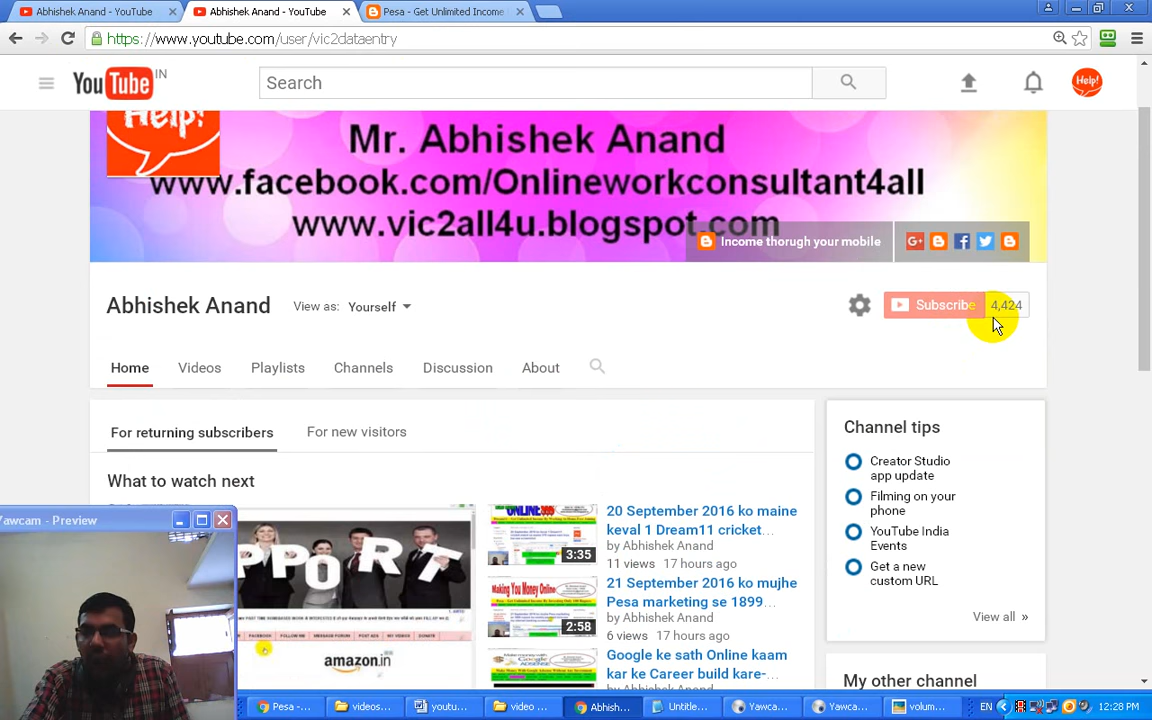 Abhishek Anand - YouTube
Abhishek Anand - YouTube
Pesa - Get Unlimited Income
https://www.youtube.com/user/vic2dataentry
YouTube IN
Search
Help!
Help!
Mr. Abhishek Anand
www.facebook.com/Onlineworkconsultant4all
www.vic2all4u.blogspot.com
Income thorugh your mobile
Abhishek Anand
View as: Yourself
Subscribe 4,424
Home Videos Playlists Channels Discussion About
For returning subscribers For new visitors
What to watch next
Channel tips
Creator Studio
app update
Filming on your
phone
YouTube India
Events
Get a new
custom URL
View all »
My other channel
Yawcam - Preview
PPORT
amazon.in
3:35
20 September 2016 ko maine
keval 1 Dream11 cricket...
by Abhishek Anand
11 views 17 hours ago
2:58
21 September 2016 ko mujhe
Pesa marketing se 1899...
by Abhishek Anand
6 views 17 hours ago
Google ke sath Online kaam
kar ke Career build kare-...
by Abhishek Anand
Pesa -...
videos...
youtu...
video ...
Abhish...
Untitle...
Yawca...
Yawca...
volum...
EN
12:28 PM